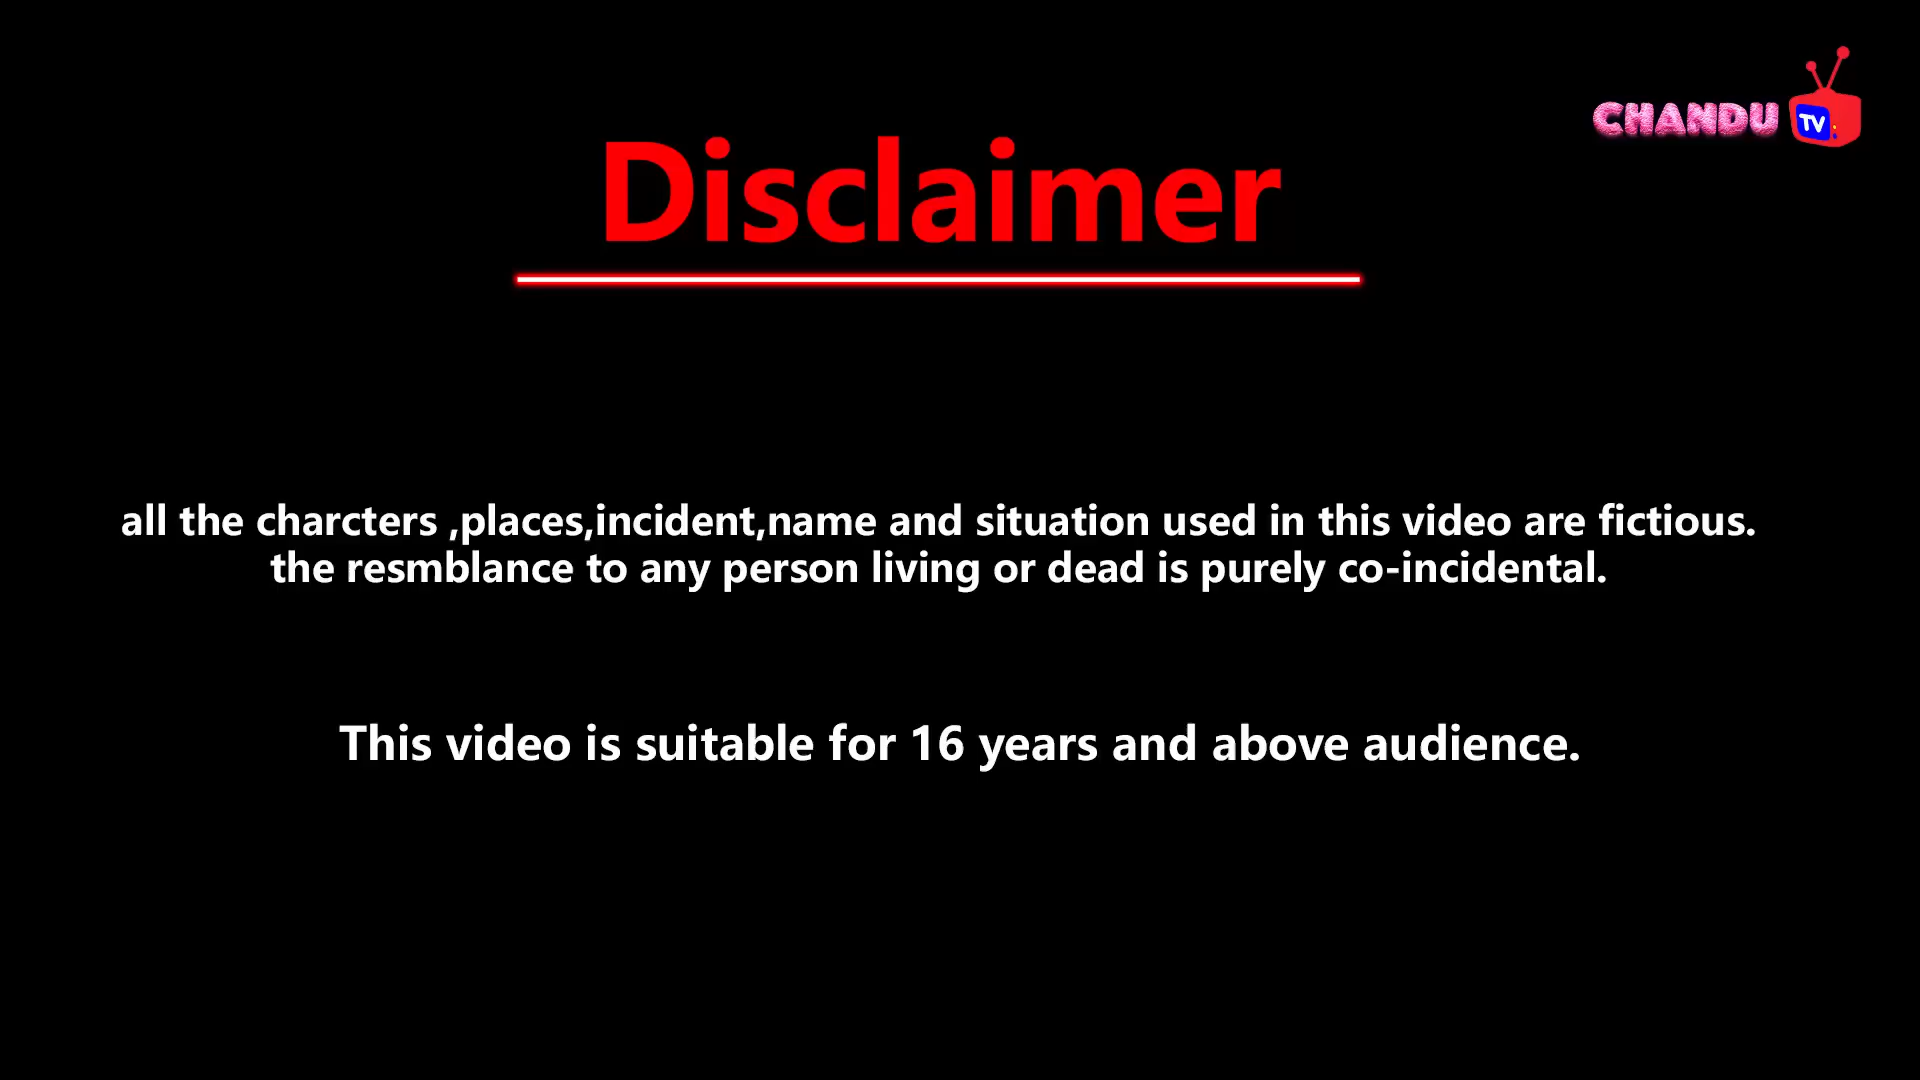 CHANDU TV
Disclaimer
all the charcters ,places,incident,name and situation used in this video are fictious.
the resmblance to any person living or dead is purely co-incidental.
This video is suitable for 16 years and above audience.